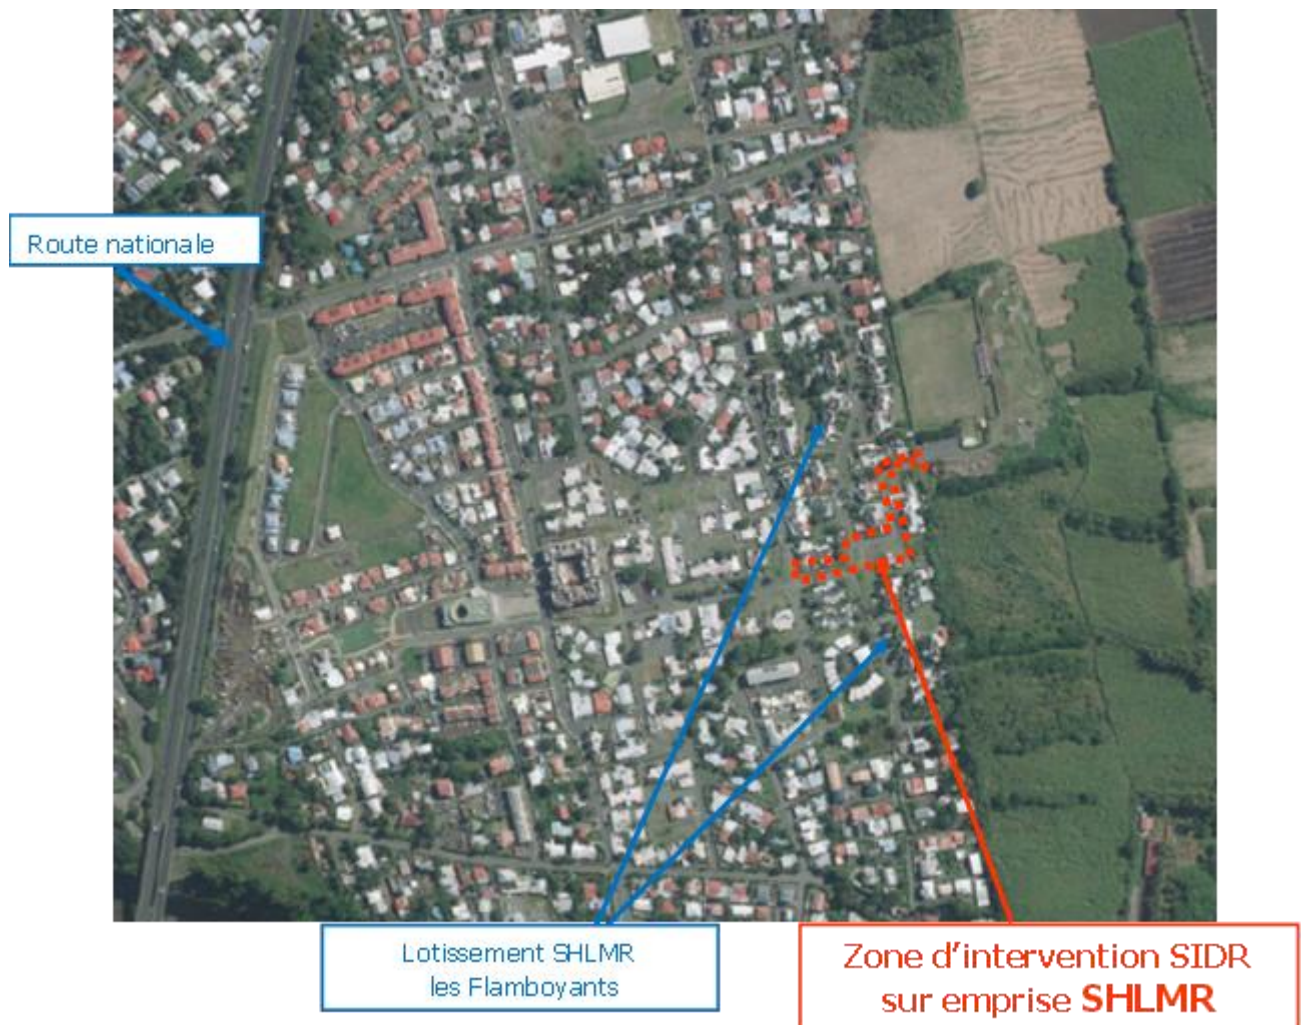 Route nationale
Lotissement SHLMR
les Flamboyants
Zone d'intervention SIDR
sur emprise SHLMR